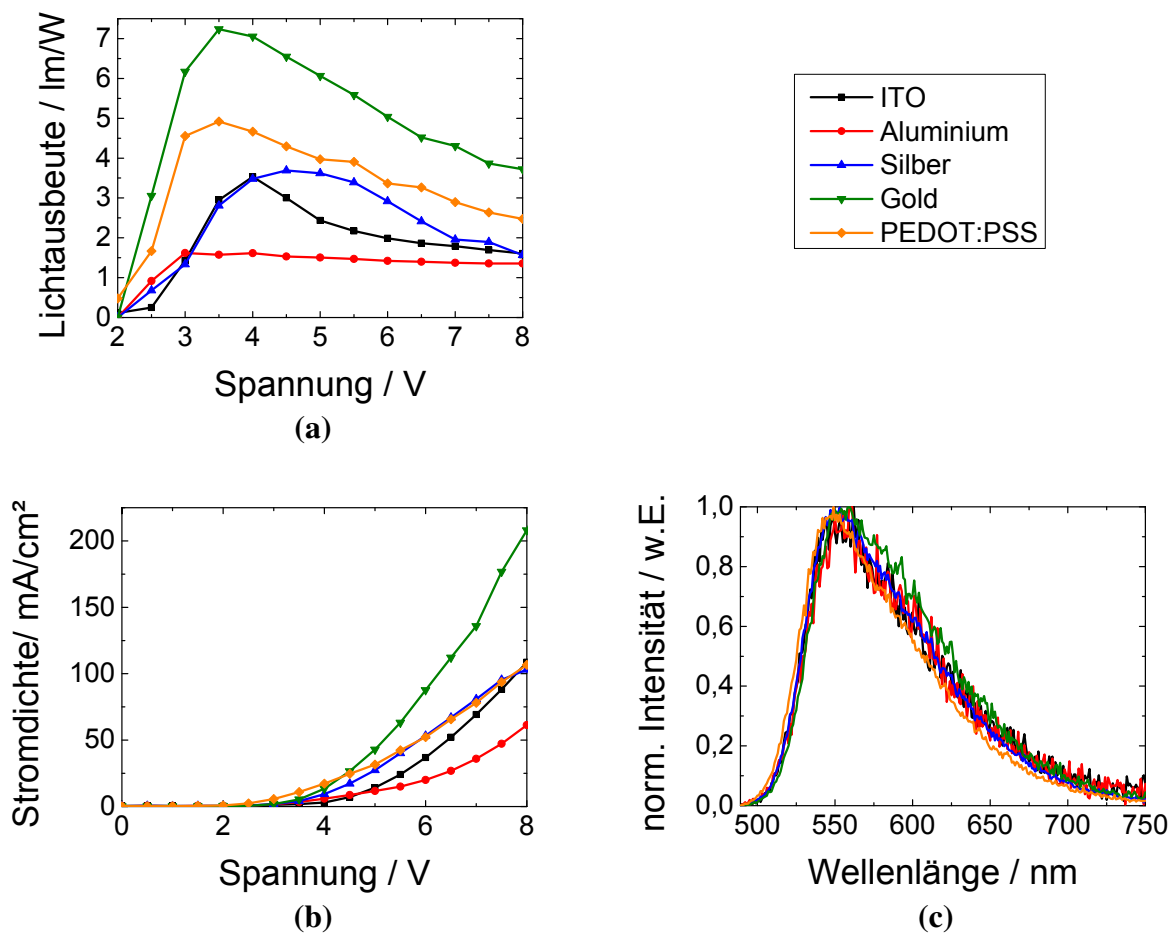 Lichtausbeute / lm/W
7
6
5
4
3
2
1
0
2 3 4 5 6 7 8
Spannung / V
(a)
ITO
Aluminium
Silber
Gold
PEDOT:PSS
Stromdichte/ mA/cm²
200
150
100
50
0
0 2 4 6 8
Spannung / V
(b)
norm. Intensität / w.E.
1,0
0,8
0,6
0,4
0,2
0,0
500 550 600 650 700 750
Wellenlänge / nm
(c)